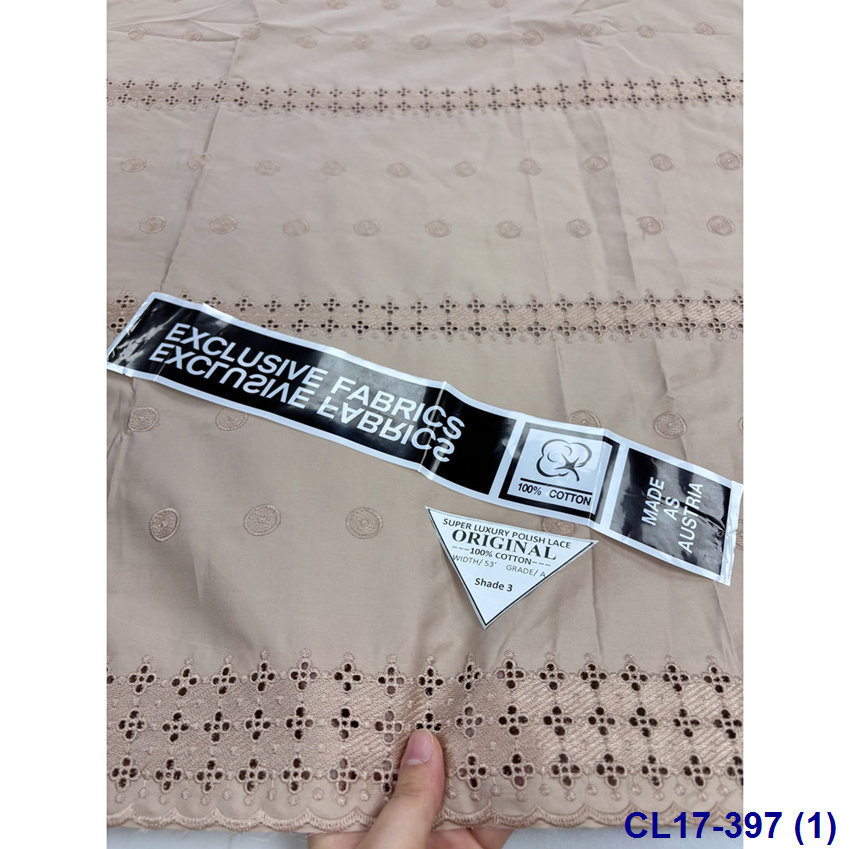 EXCLUSIVE FABRICS
EXCLUSIVE FABRICS
100% COTTON
MADE
AS
AUSTRIA
SUPER LUXURY POLISH LACE
ORIGINAL
---100% COTTON---
WIDTH/ 53' GRADE/ A
Shade 3
CL17-397 (1)